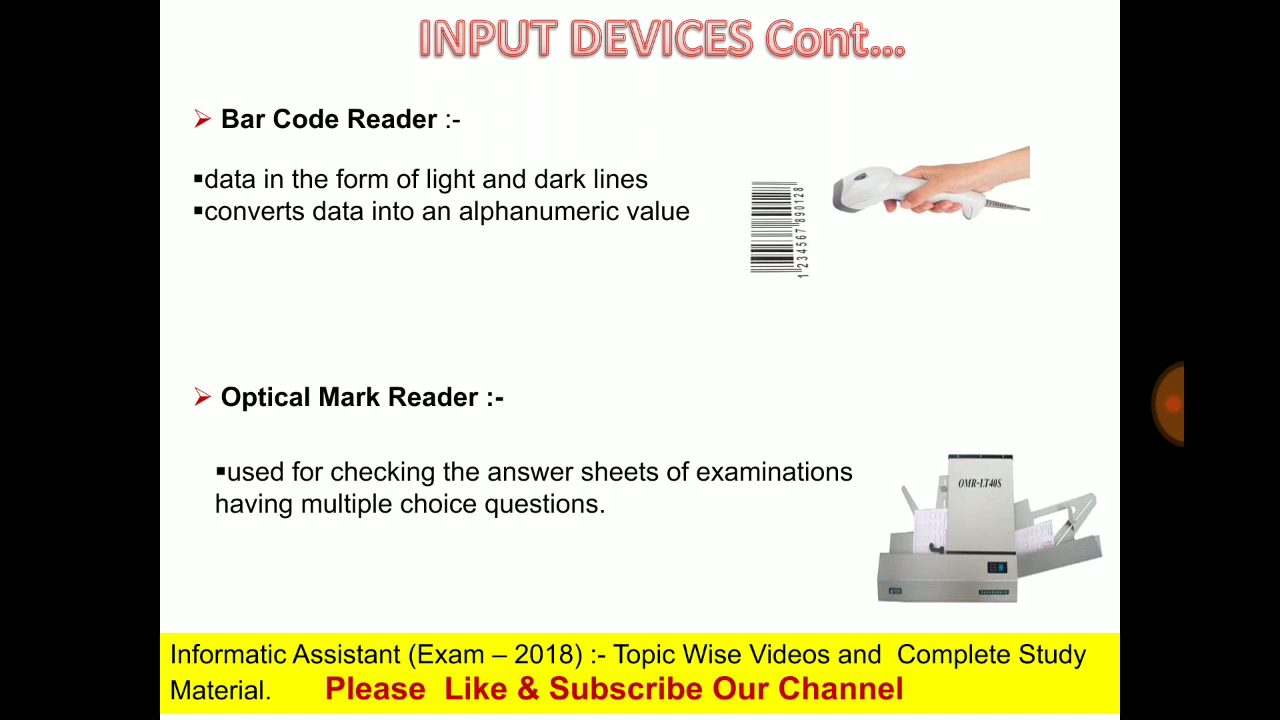 INPUT DEVICES Cont...
Bar Code Reader :-
data in the form of light and dark lines
converts data into an alphanumeric value
1 234567 890128
Optical Mark Reader :-
used for checking the answer sheets of examinations
having multiple choice questions.
OMR-LT40S
Informatic Assistant (Exam – 2018) :- Topic Wise Videos and Complete Study
Material. Please Like & Subscribe Our Channel